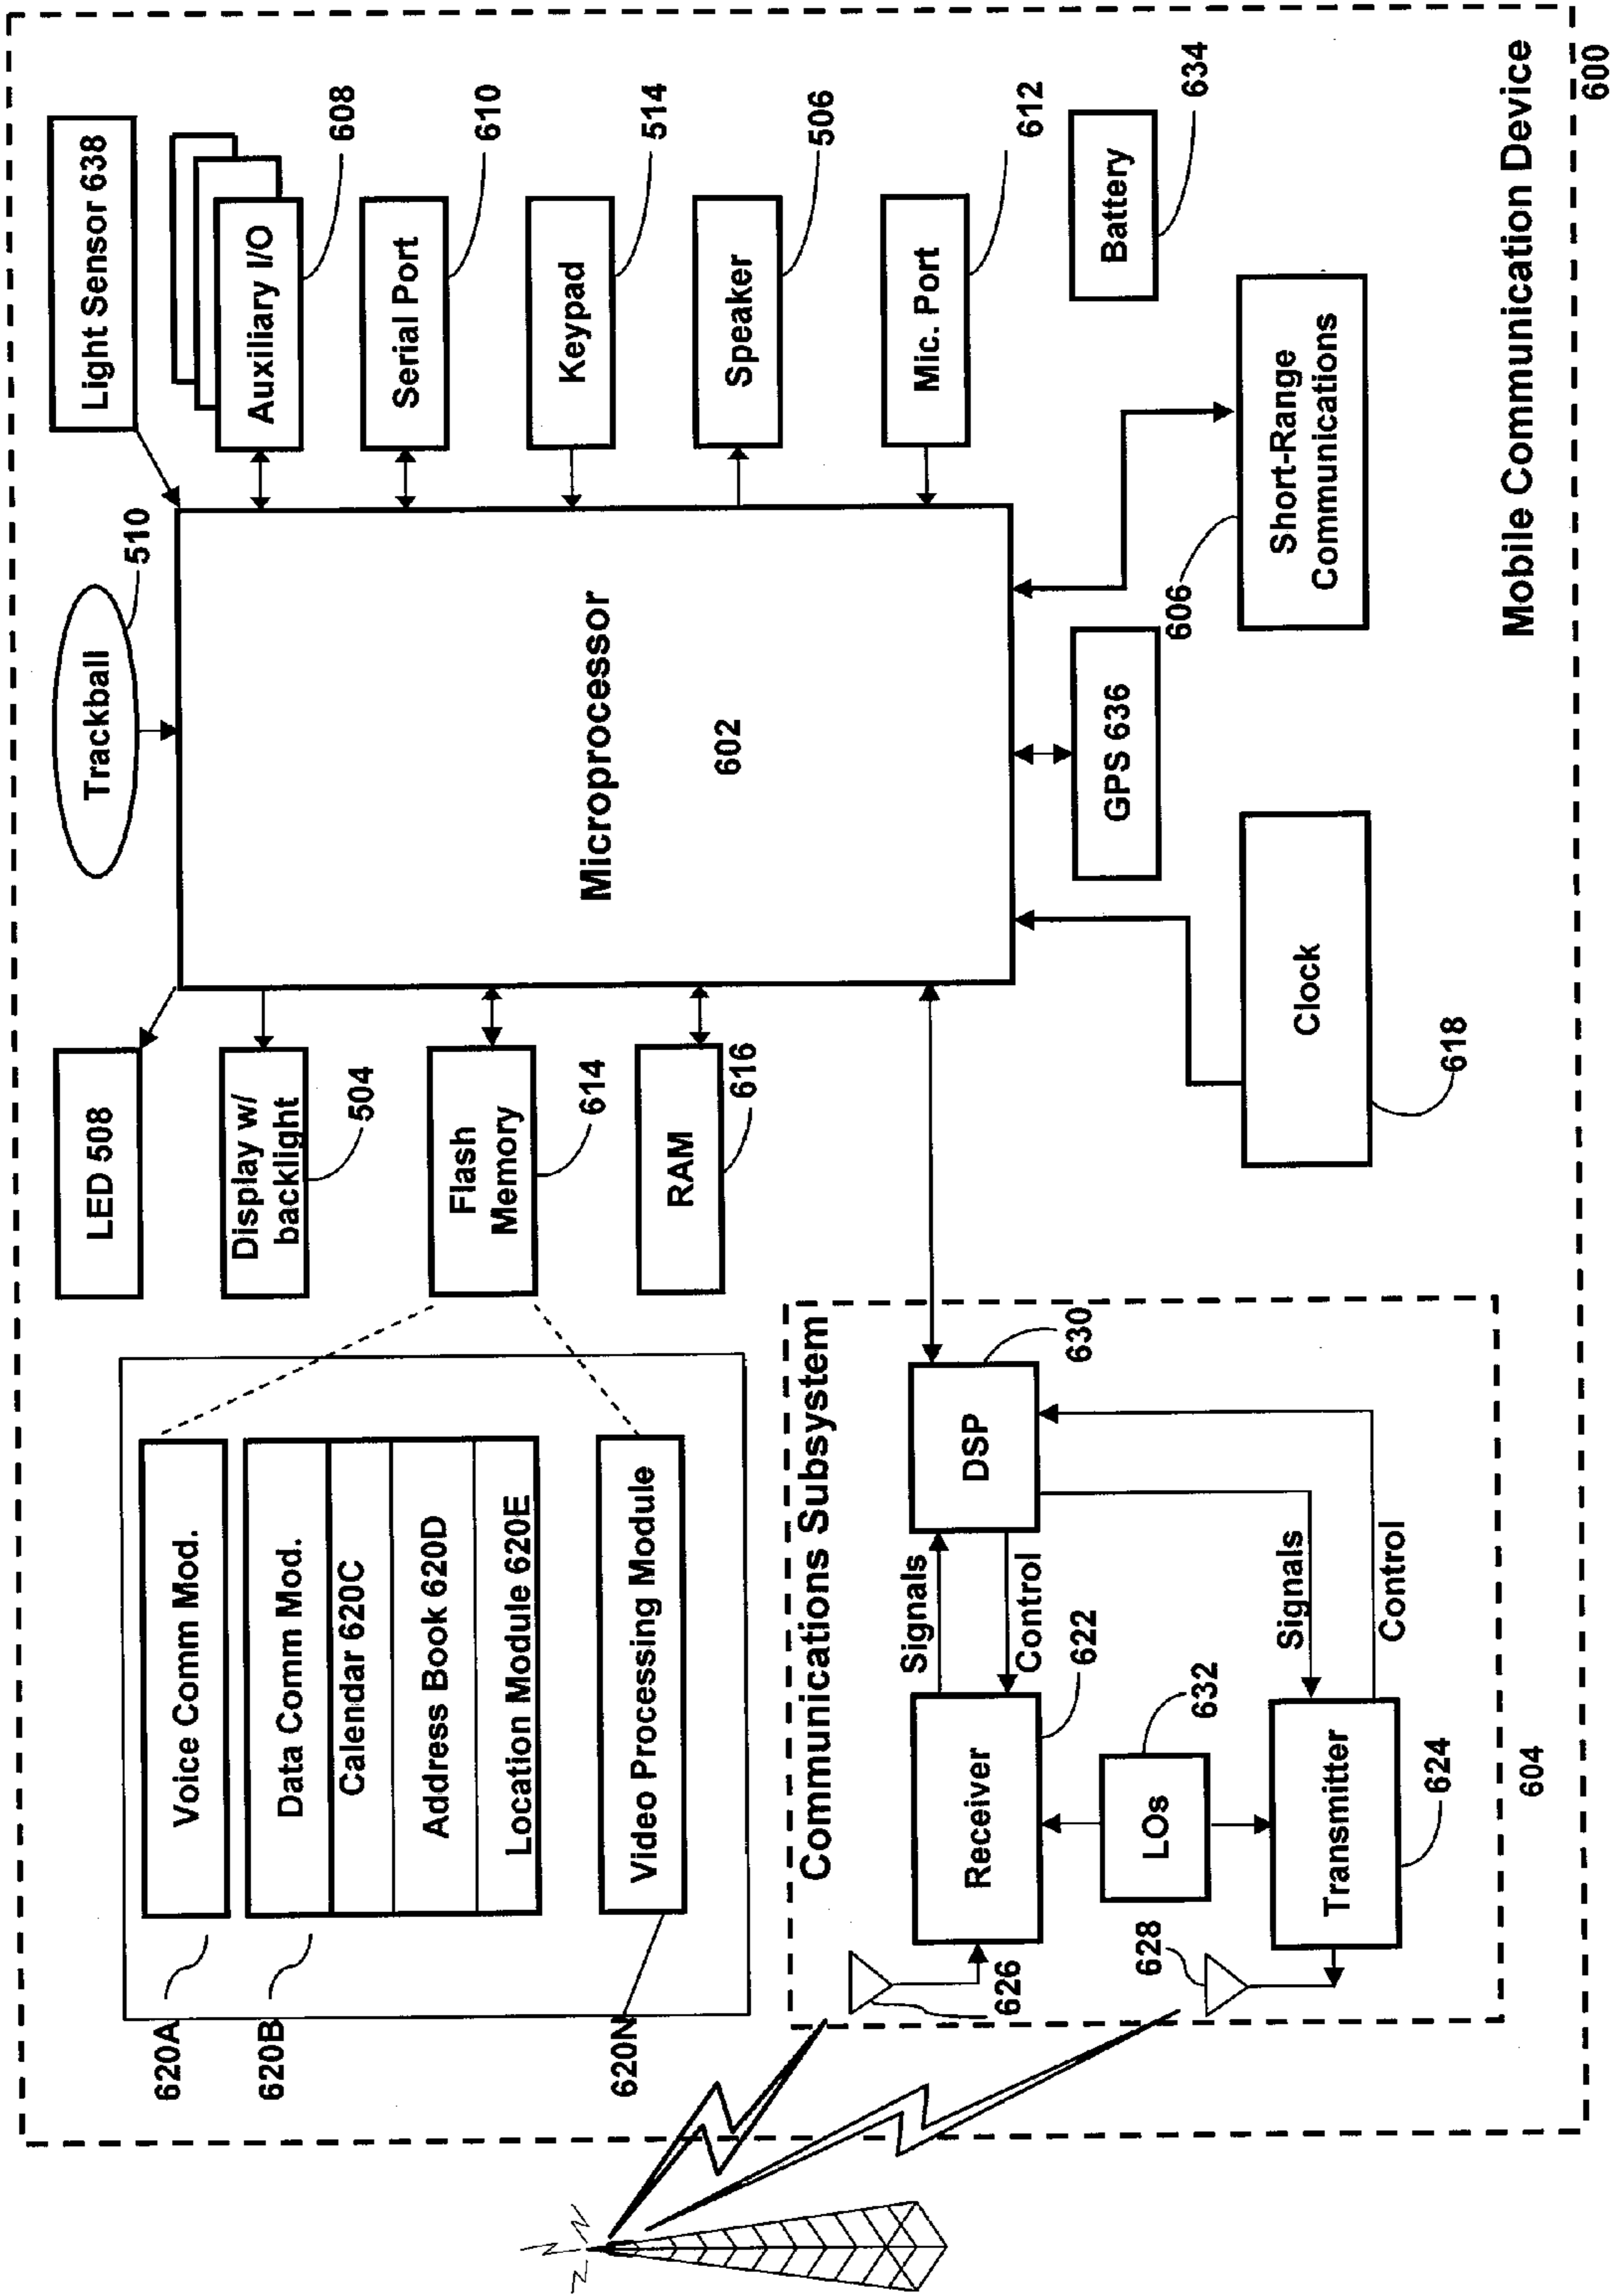 Trackball
510
LED 508
Light Sensor 638
Voice Comm Mod.
620A
Data Comm Mod.
620B
Calendar 620C
Address Book 620D
Location Module 620E
Video Processing Module
620N
Display w/
backlight
504
Flash
Memory
614
RAM
616
Microprocessor
602
Auxiliary I/O
608
Serial Port
610
Keypad
514
Speaker
506
Mic. Port
612
Battery
634
Communications Subsystem
Receiver
622
Signals
Control
DSP
630
626
LOs
632
628
Transmitter
624
Signals
Control
604
GPS 636
606
Short-Range
Communications
Clock
618
Mobile Communication Device
600